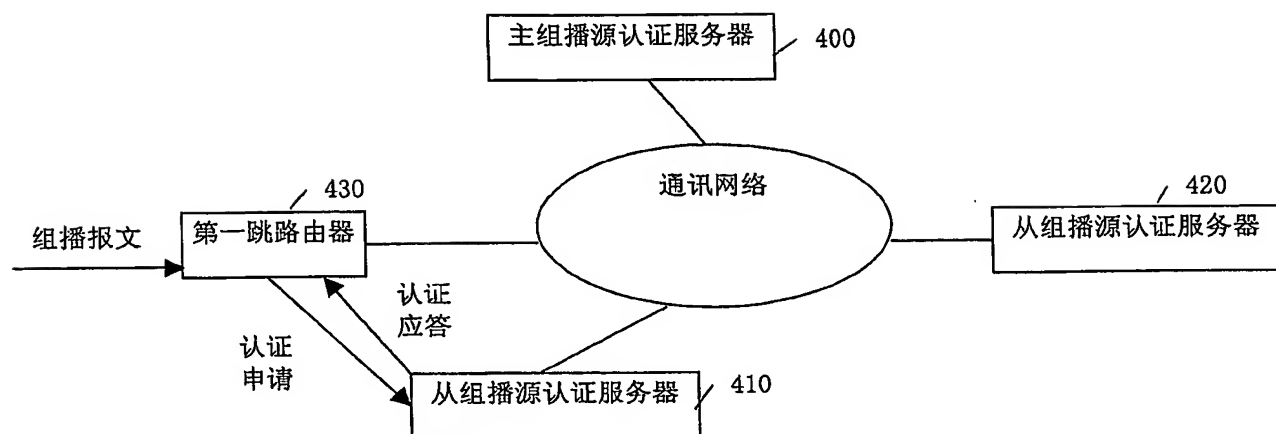 主组播源认证服务器
400
通讯网络
430
420
组播报文
第一跳路由器
从组播源认证服务器
认证
应答
认证
申请
从组播源认证服务器
410